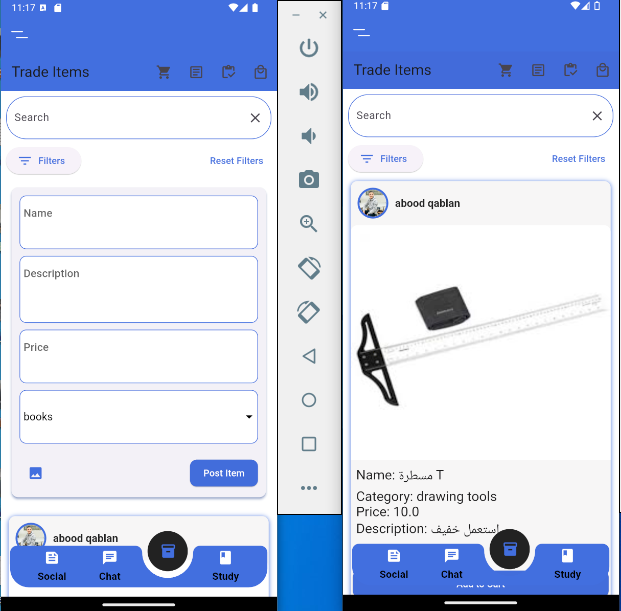 11:17
Trade Items
Search
Filters
Reset Filters
Name
Description
Price
books
Post Item
abood qablan
Social
Chat
Study
11:17
Trade Items
Search
Filters
Reset Filters
abood qablan
Name: مسطرة T
Category: drawing tools
Price: 10.0
Description: استعمل خفيف
Social
Chat
Study
Add to Cart